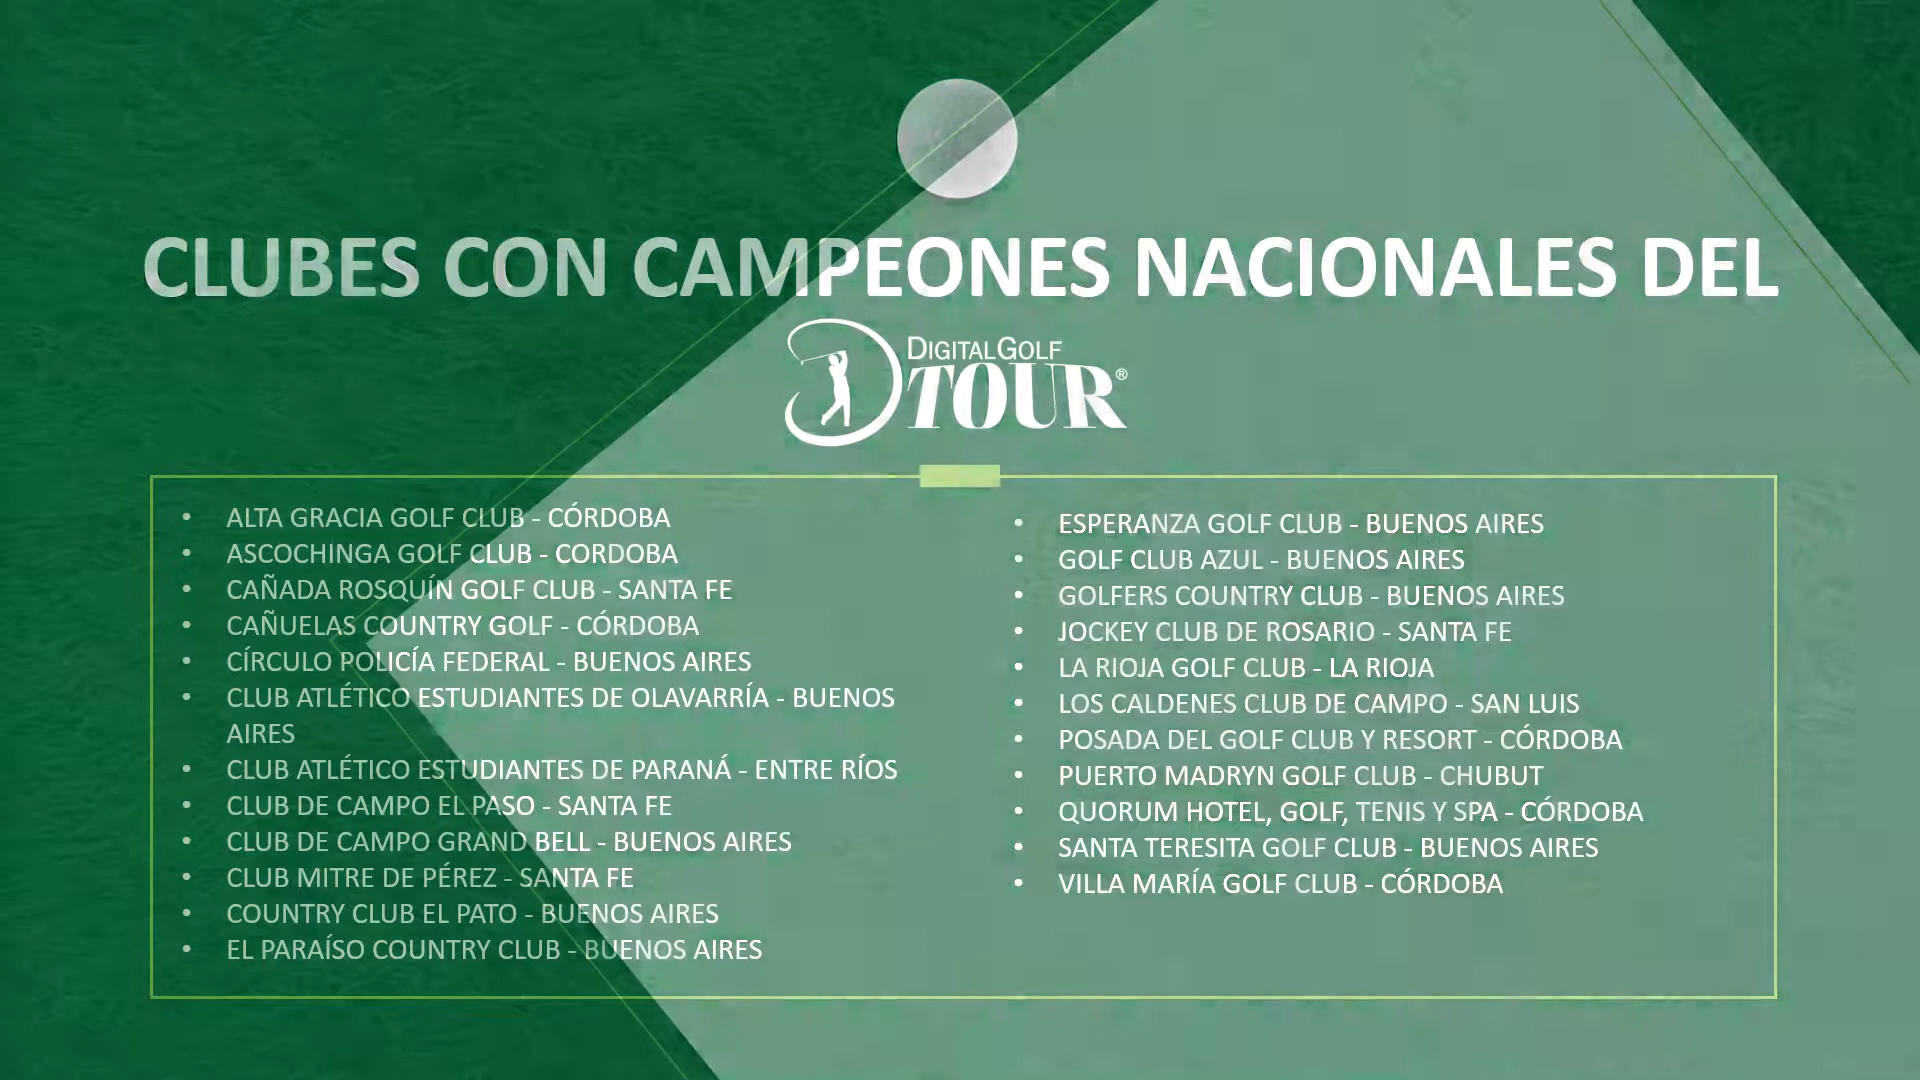 CLUBES CON CAMPEONES NACIONALES DEL
DIGITALGOLF
TOUR®
• ALTA GRACIA GOLF CLUB - CÓRDOBA
• ASCOCHINGA GOLF CLUB - CORDOBA
• CAÑADA ROSQUÍN GOLF CLUB - SANTA FE
• CAÑUELAS COUNTRY GOLF - CÓRDOBA
• CÍRCULO POLICÍA FEDERAL - BUENOS AIRES
• CLUB ATLÉTICO ESTUDIANTES DE OLAVARRÍA - BUENOS
AIRES
• CLUB ATLÉTICO ESTUDIANTES DE PARANÁ - ENTRE RÍOS
• CLUB DE CAMPO EL PASO - SANTA FE
• CLUB DE CAMPO GRAND BELL - BUENOS AIRES
• CLUB MITRE DE PÉREZ - SANTA FE
• COUNTRY CLUB EL PATO - BUENOS AIRES
• EL PARAÍSO COUNTRY CLUB - BUENOS AIRES
• ESPERANZA GOLF CLUB - BUENOS AIRES
• GOLF CLUB AZUL - BUENOS AIRES
• GOLFERS COUNTRY CLUB - BUENOS AIRES
• JOCKEY CLUB DE ROSARIO - SANTA FE
• LA RIOJA GOLF CLUB - LA RIOJA
• LOS CALDENES CLUB DE CAMPO - SAN LUIS
• POSADA DEL GOLF CLUB Y RESORT - CÓRDOBA
• PUERTO MADRYN GOLF CLUB - CHUBUT
• QUORUM HOTEL, GOLF, TENIS Y SPA - CÓRDOBA
• SANTA TERESITA GOLF CLUB - BUENOS AIRES
• VILLA MARÍA GOLF CLUB - CÓRDOBA